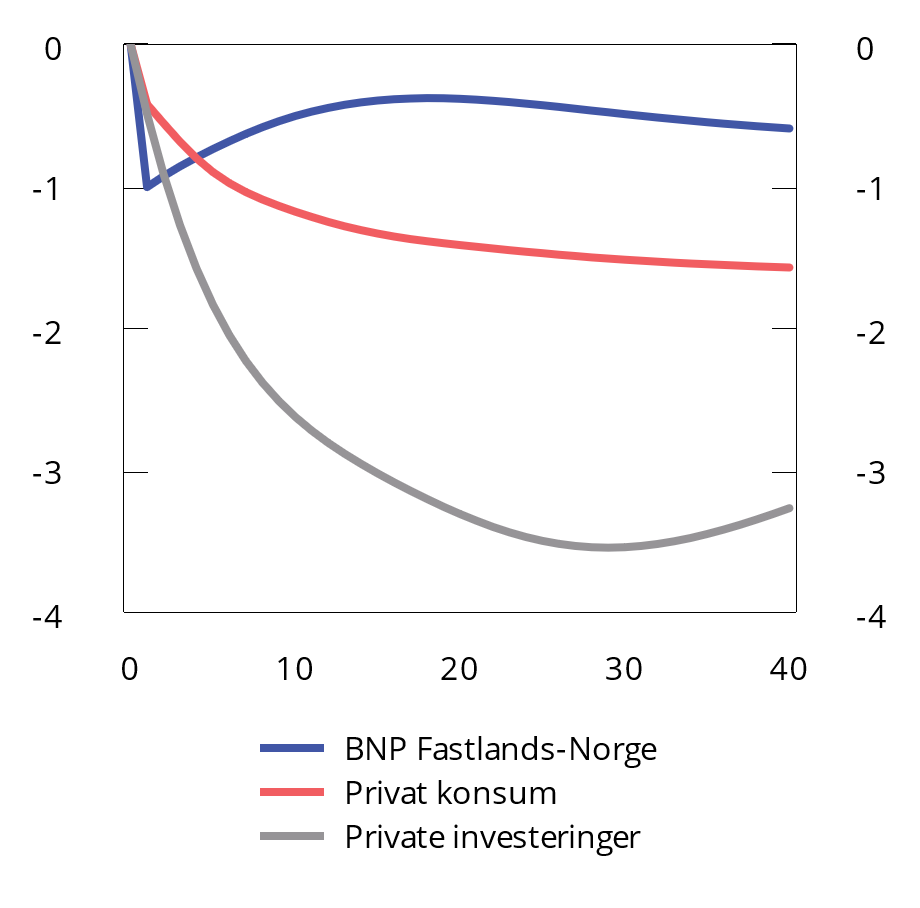 0 0
-1 -1
-2 -2
-3 -3
-4 -4
0 10 20 30 40
BNP Fastlands-Norge
Privat konsum
Private investeringer